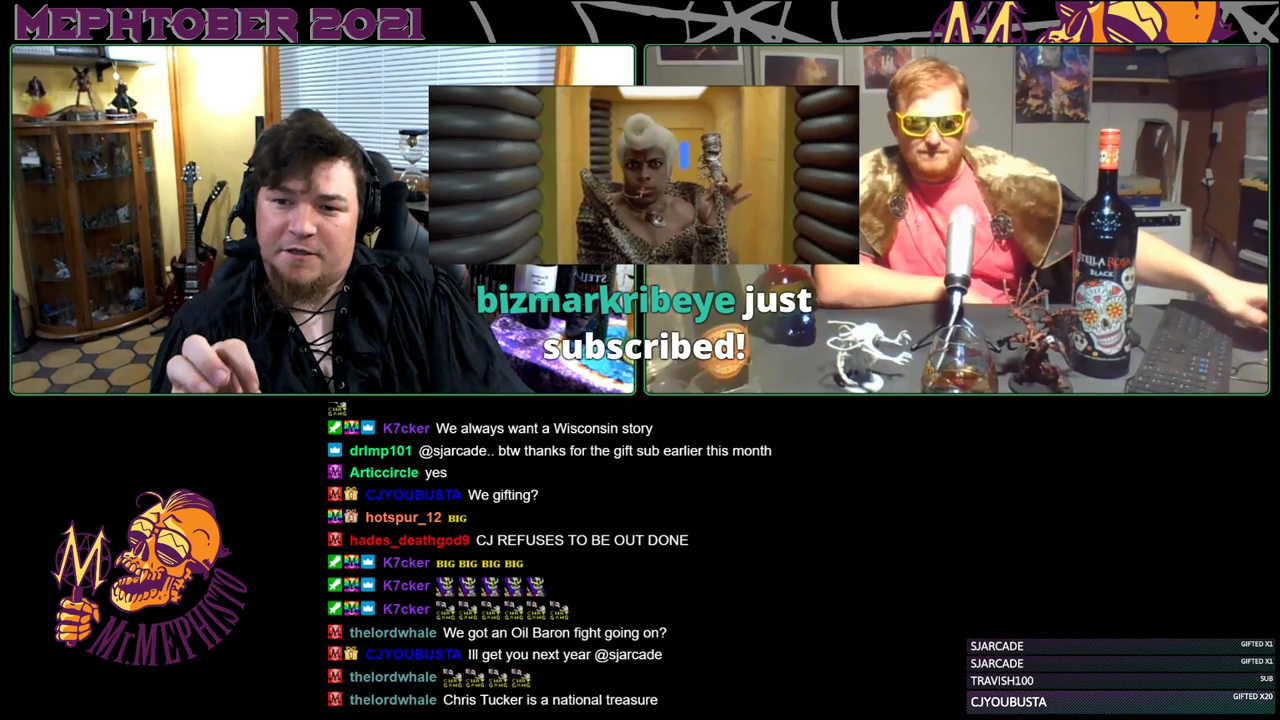 MEPHTOBER 2021
STELLA ROSA
BLACK
bizmarkribeye just
subscribed!
K7cker We always want a Wisconsin story
drImp101 @sjarcade.. btw thanks for the gift sub earlier this month
Articcircle yes
CJYOUBUSTA We gifting?
hotspur_12 BIG
hades_deathgod9 CJ REFUSES TO BE OUT DONE
K7cker BIG BIG BIG BIG
K7cker
K7cker
thelordwhale We got an Oil Baron fight going on?
CJYOUBUSTA Ill get you next year @sjarcade
thelordwhale
thelordwhale Chris Tucker is a national treasure
M
Mr.MEPHISTO
SJARCADE GIFTED X1
SJARCADE GIFTED X1
TRAVISH100 SUB
CJYOUBUSTA GIFTED X20